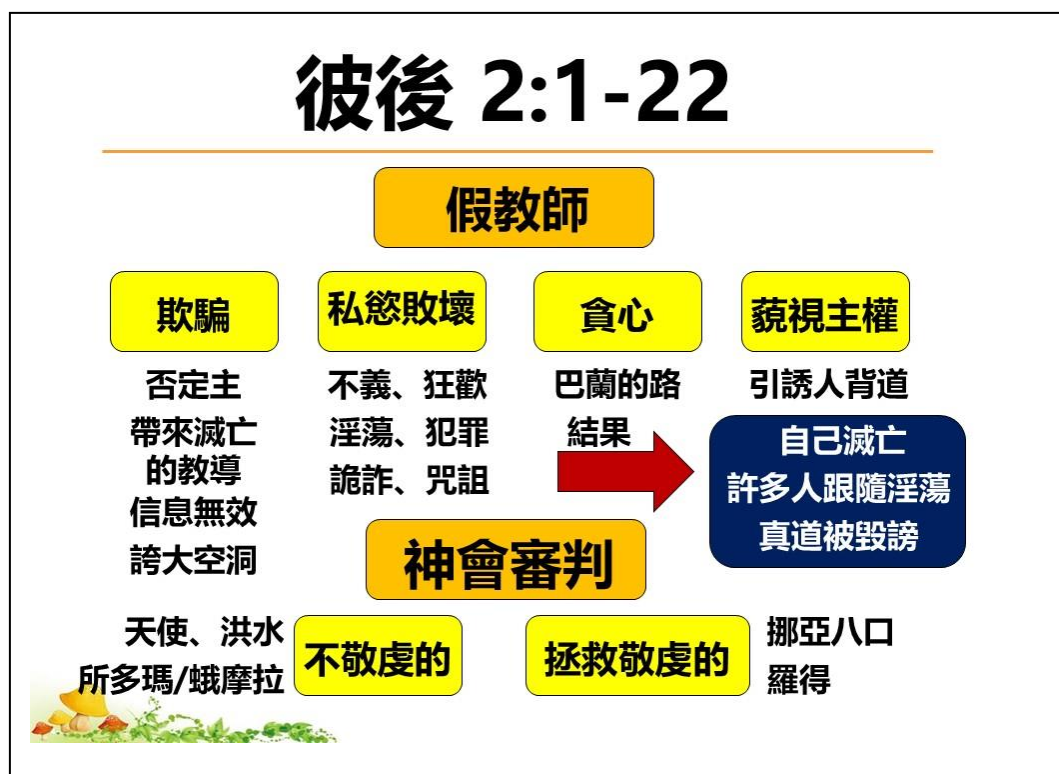 彼後 2:1-22
假教師
欺騙
否定主
帶來滅亡
的教導
信息無效
誇大空洞
私慾敗壞
不義、狂歡
淫蕩、犯罪
詭詐、咒詛
貪心
巴蘭的路
結果
藐視主權
引誘人背道
自己滅亡
許多人跟隨淫蕩
真道被毀謗
神會審判
天使、洪水
所多瑪/蛾摩拉
不敬虔的
拯救敬虔的
挪亞八口
羅得